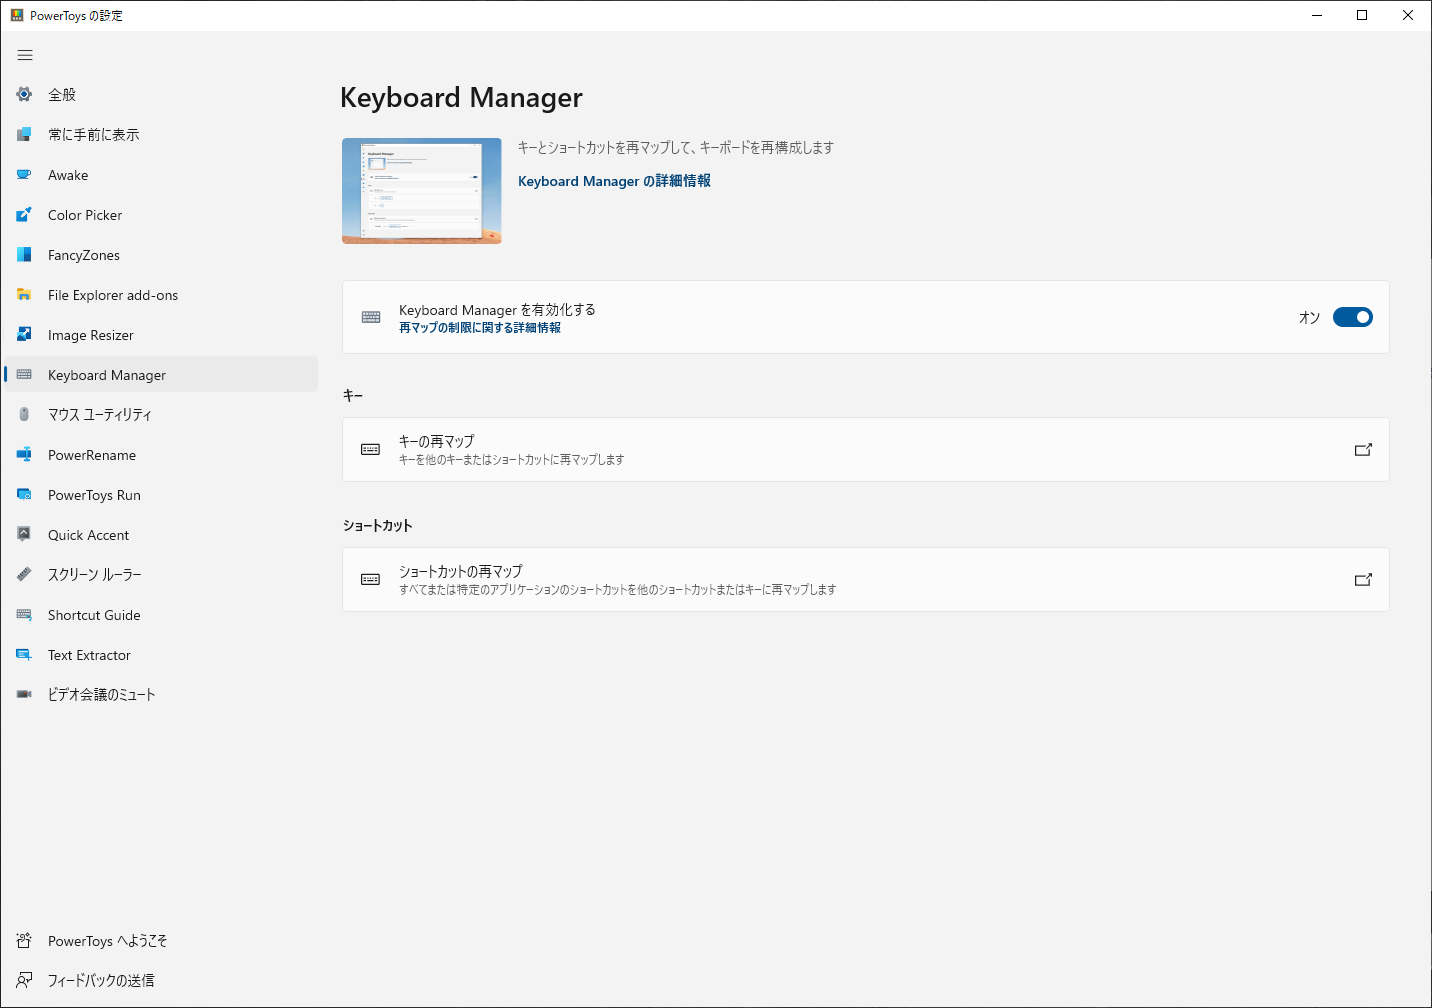 PowerToys の設定
全般
常に手前に表示
Awake
Color Picker
FancyZones
File Explorer add-ons
Image Resizer
Keyboard Manager
マウス ユーティリティ
PowerRename
PowerToys Run
Quick Accent
スクリーン ルーラー
Shortcut Guide
Text Extractor
ビデオ会議のミュート
PowerToys へようこそ
フィードバックの送信
Keyboard Manager
キーとショートカットを再マップして、キーボードを再構成します
Keyboard Manager の詳細情報
Keyboard Manager を有効化する
再マップの制限に関する詳細情報
オン
キー
キーの再マップ
キーを他のキーまたはショートカットに再マップします
ショートカット
ショートカットの再マップ
すべてまたは特定のアプリケーションのショートカットを他のショートカットまたはキーに再マップします